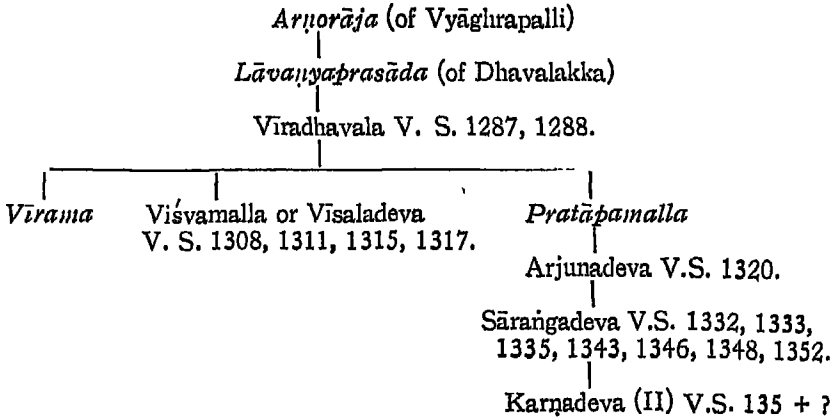 Arṇorāja (of Vyāghrapalli)
Lāvaṇyaprasāda (of Dhavalakka)
Vīradhavala V. S. 1287, 1288.
Vīrama
Viśvamalla or Vīsaladeva
V. S. 1308, 1311, 1315, 1317.
Pratāpamalla
Arjunadeva V.S. 1320.
Sāraṅgadeva V.S. 1332, 1333,
1335, 1343, 1346, 1348, 1352.
Karṇadeva (II) V.S. 135 + ?